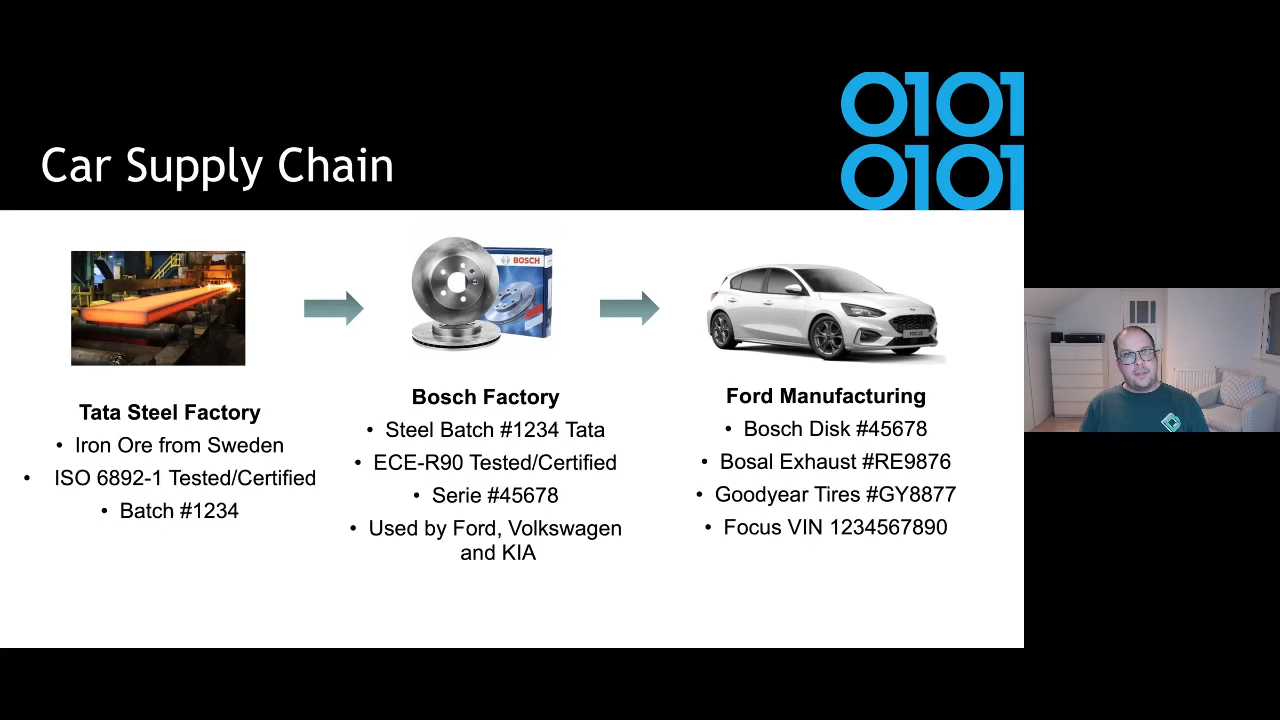 0101
0101
Car Supply Chain
BOSCH
FOCUS
Tata Steel Factory
• Iron Ore from Sweden
• ISO 6892-1 Tested/Certified
• Batch #1234
Bosch Factory
• Steel Batch #1234 Tata
• ECE-R90 Tested/Certified
• Serie #45678
• Used by Ford, Volkswagen
and KIA
Ford Manufacturing
• Bosch Disk #45678
• Bosal Exhaust #RE9876
• Goodyear Tires #GY8877
• Focus VIN 1234567890